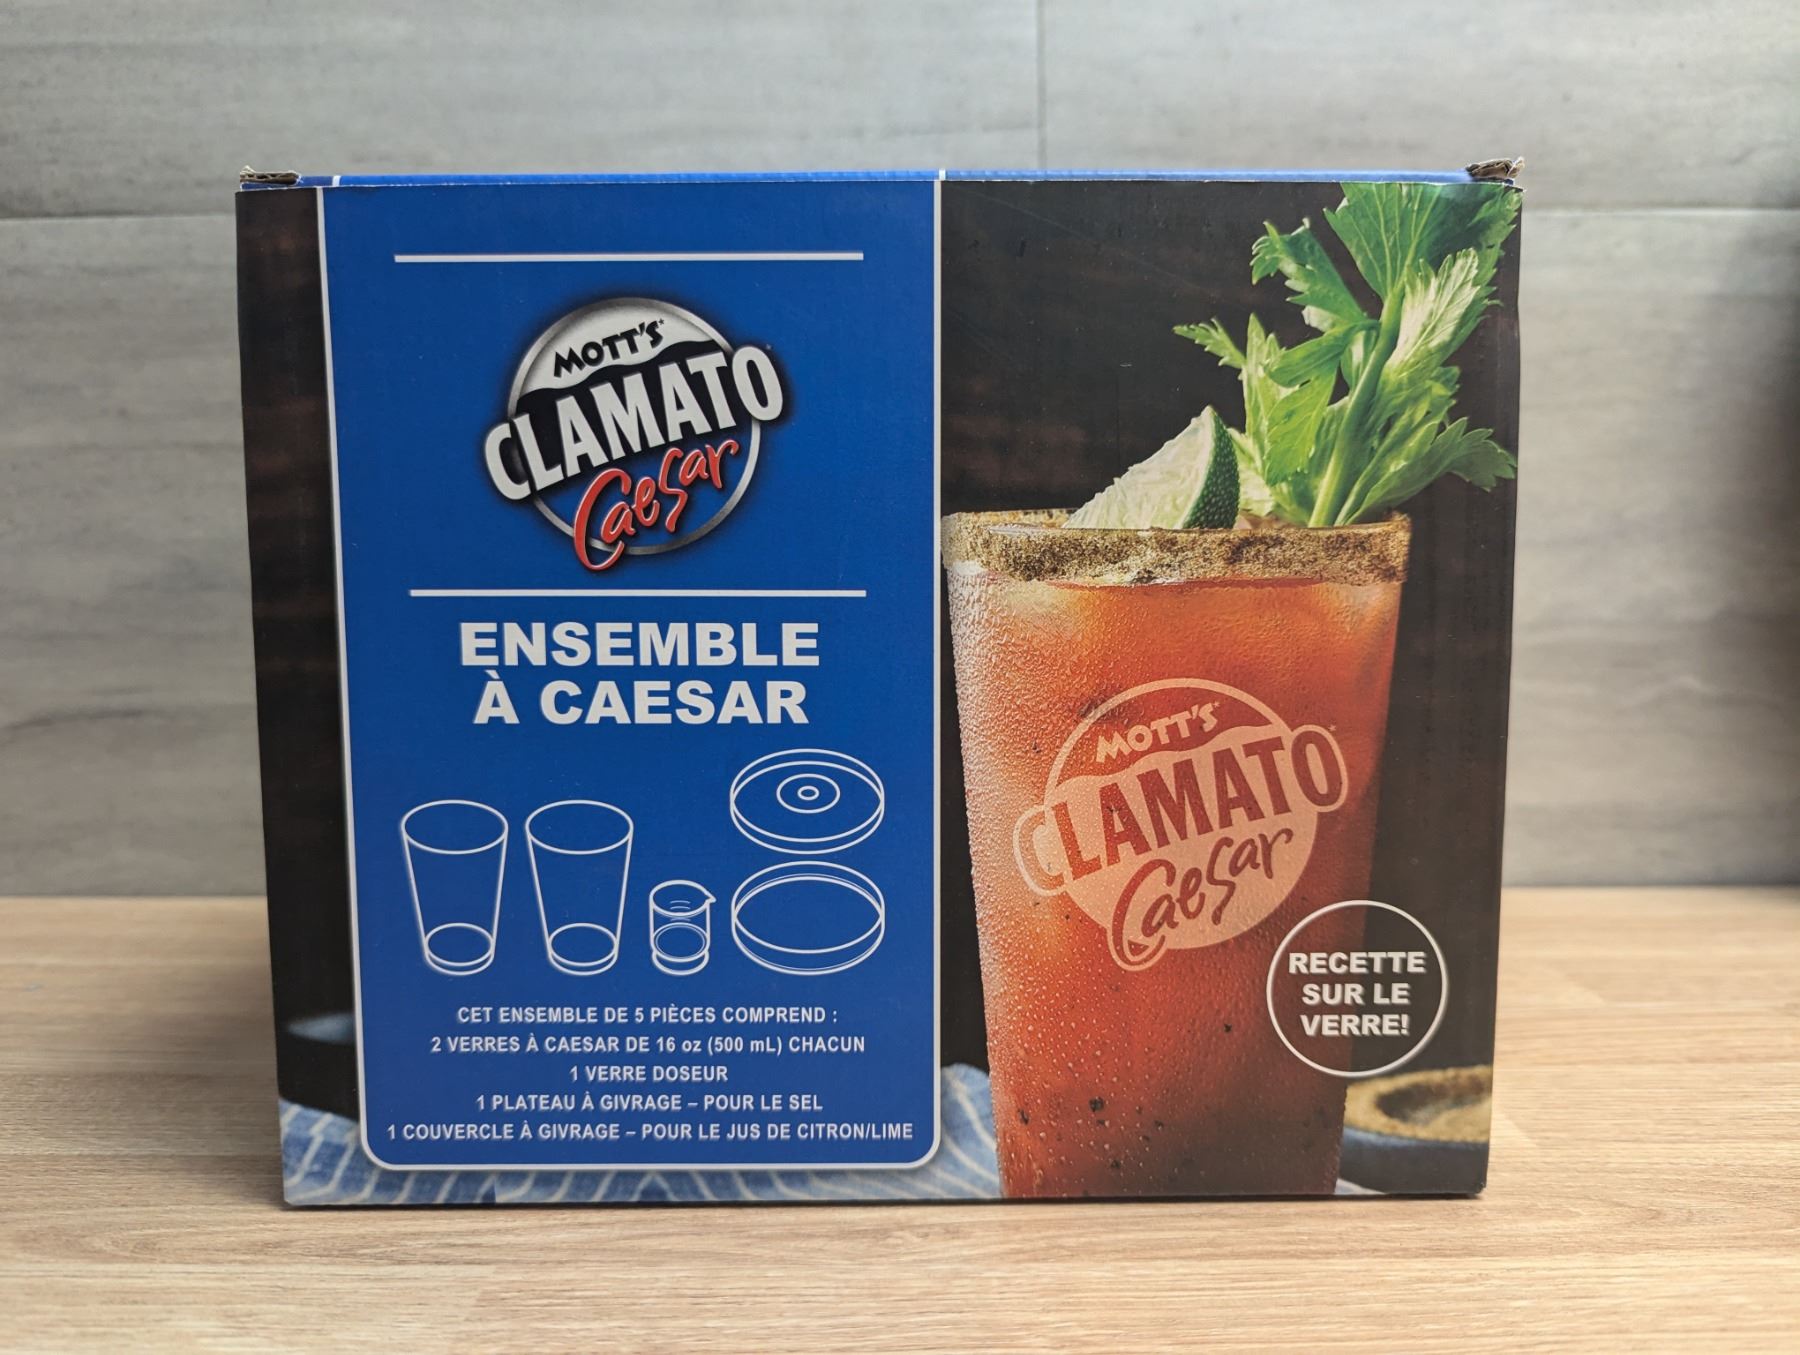 MOTT'S*
CLAMATO*
Caesar
ENSEMBLE
À CAESAR
CET ENSEMBLE DE 5 PIÈCES COMPREND :
2 VERRES À CAESAR DE 16 oz (500 mL) CHACUN
1 VERRE DOSEUR
1 PLATEAU À GIVRAGE – POUR LE SEL
1 COUVERCLE À GIVRAGE – POUR LE JUS DE CITRON/LIME
MOTT'S*
CLAMATO*
Caesar
RECETTE
SUR LE
VERRE!